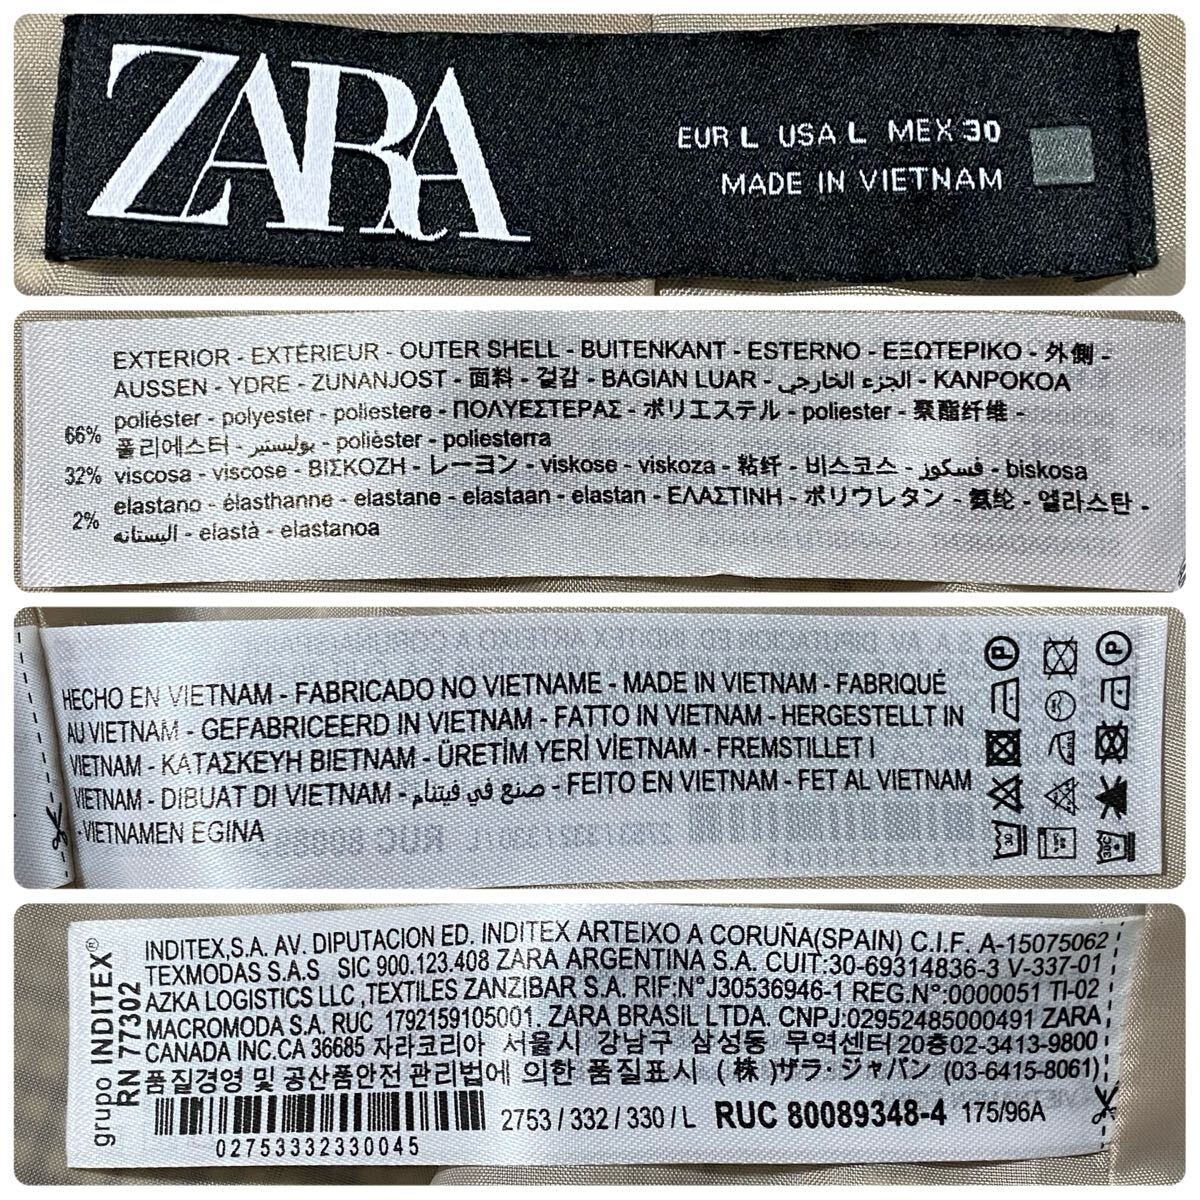 ZARA
EUR L USA L MEX 30
MADE IN VIETNAM
EXTERIOR - EXTÉRIEUR - OUTER SHELL - BUITENKANT - ESTERNO - ΕΞΩΤΕΡΙΚΟ - 外側 -
AUSSEN - YDRE - ZUNANJOST - 面料 - 겉감 - BAGIAN LUAR - الجزء الخارجي - KANPOKOA
66% poliéster - polyester - poliestere - ΠΟΛΥΕΣΤΕΡΑΣ - ポリエステル - poliester - 聚酯纤维 -
폴리에스터 - بوليستير - polièster - poliesterra
32% viscosa - viscose - ΒΙΣΚΟΖΗ - レーヨン - viskose - viskoza - 粘纤 - 비스코스 - فسكوز - biskosa
2% elastano - élasthanne - elastane - elastaan - elastan - ΕΛΑΣΤΙΝΗ - ポリウレタン - 氨纶 - 엘라스탄 -
اليستانه - elastà - elastanoa
HECHO EN VIETNAM - FABRICADO NO VIETNAME - MADE IN VIETNAM - FABRIQUÉ
AU VIETNAM - GEFABRICEERD IN VIETNAM - FATTO IN VIETNAM - HERGESTELLT IN
VIETNAM - ΚΑΤΑΣΚΕΥΗ ΒΙΕΤΝΑΜ - ÜRETİM YERİ VİETNAM - FREMSTILLET I
VIETNAM - DIBUAT DI VIETNAM - صنع في فيتنام - FEITO EN VIETNAM - FET AL VIETNAM
- VIETNAMEN EGINA
grupo INDITEX®
RN 77302
INDITEX,S.A. AV. DIPUTACION ED. INDITEX ARTEIXO A CORUÑA(SPAIN) C.I.F. A-15075062
TEXMODAS S.A.S SIC 900.123.408 ZARA ARGENTINA S.A. CUIT:30-69314836-3 V-337-01
AZKA LOGISTICS LLC ,TEXTILES ZANZIBAR S.A. RIF:N°J30536946-1 REG.N°:0000051 TI-02
MACROMODA S.A. RUC 1792159105001. ZARA BRASIL LTDA. CNPJ:02952485000491 ZARA
CANADA INC.CA 36685 자라코리아 서울시 강남구 삼성동 무역센터 20층02-3413-9800
품질경영 및 공산품안전 관리법에 의한 품질표시 (株)ザラ・ジャパン (03-6415-8061)
2753 / 332 / 330 / L RUC 80089348-4 175/96A
02753332330045